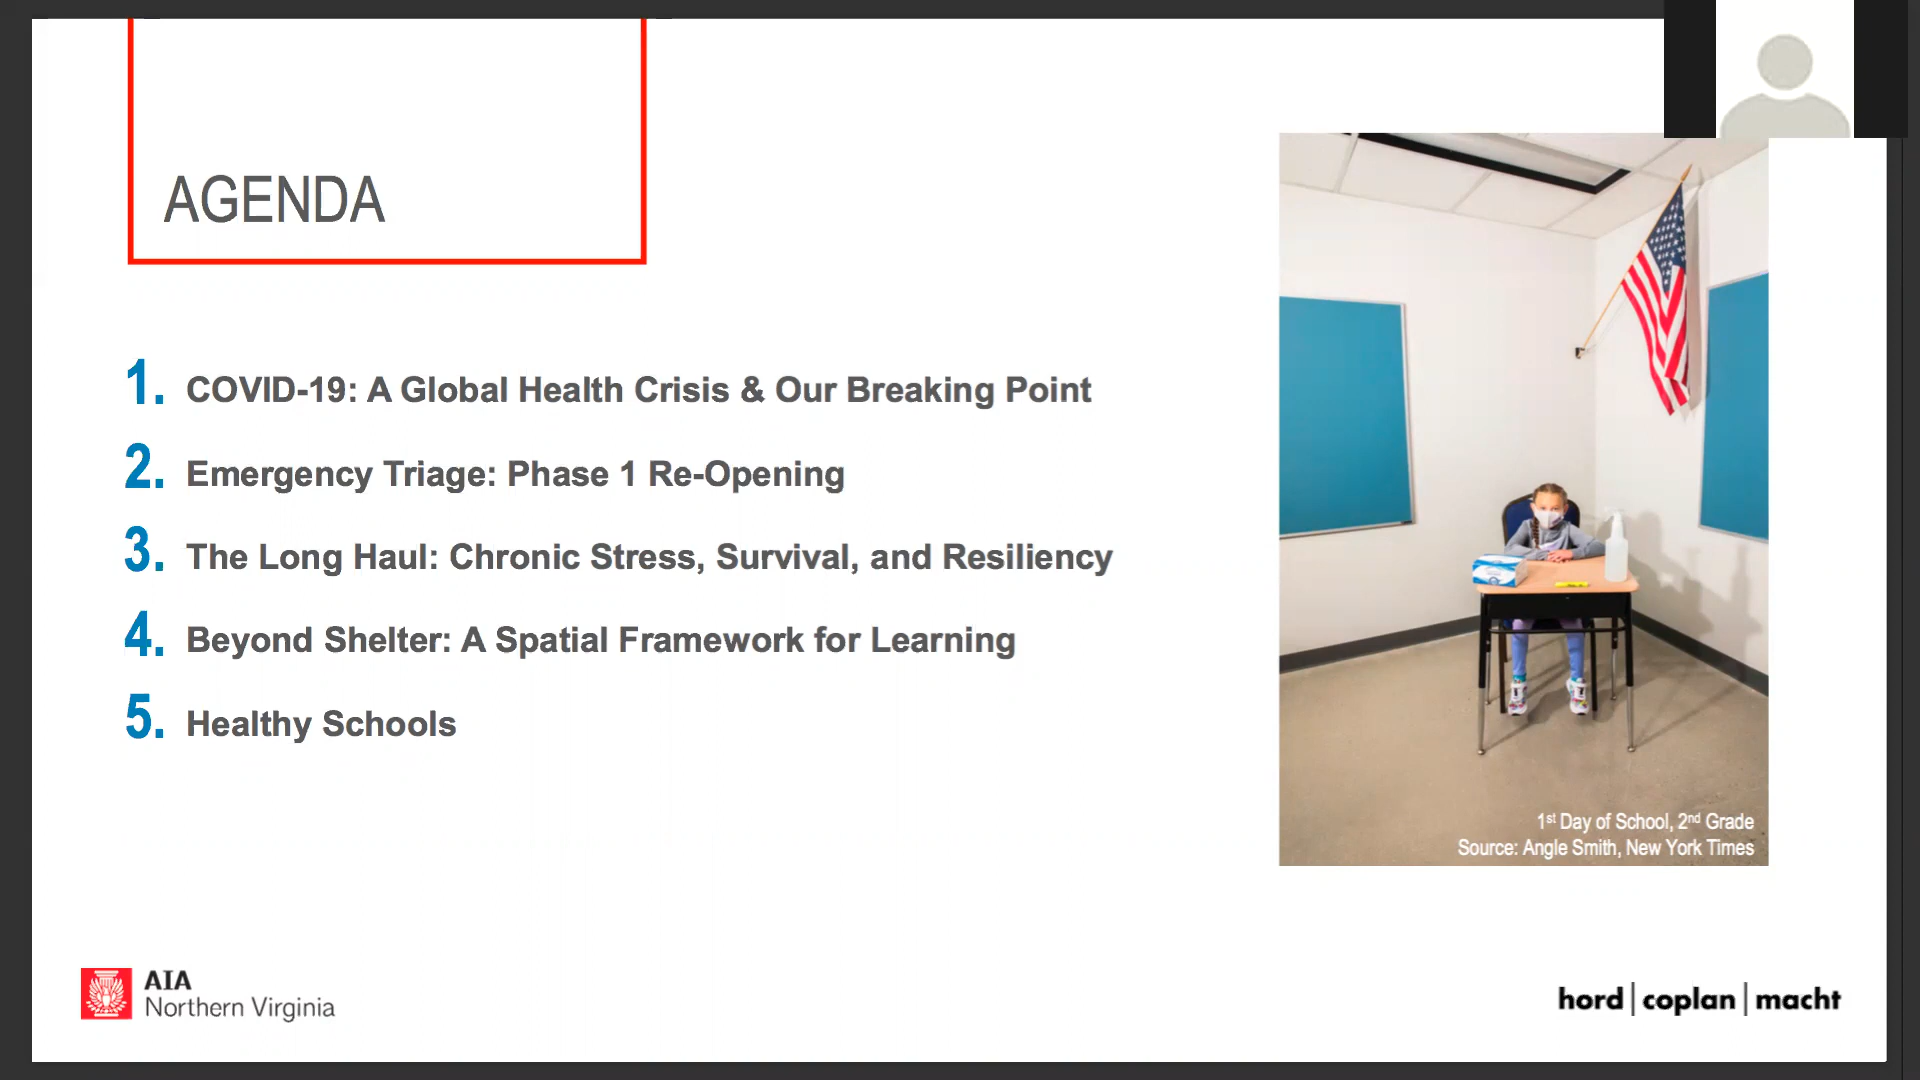 AGENDA
1. COVID-19: A Global Health Crisis & Our Breaking Point
2. Emergency Triage: Phase 1 Re-Opening
3. The Long Haul: Chronic Stress, Survival, and Resiliency
4. Beyond Shelter: A Spatial Framework for Learning
5. Healthy Schools
1st Day of School, 2nd Grade
Source: Angle Smith, New York Times
AIA
Northern Virginia
hord|coplan|macht